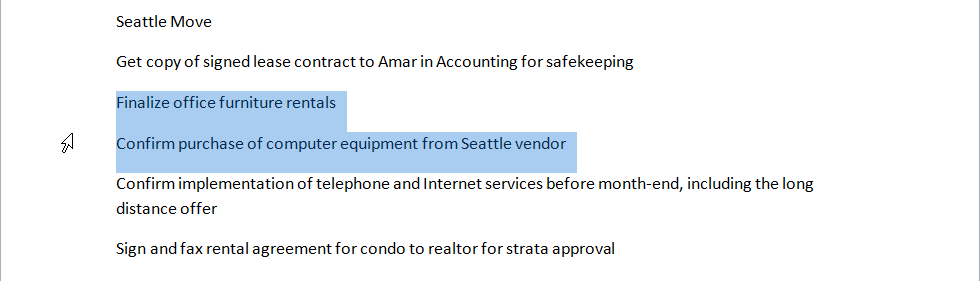 Seattle Move
Get copy of signed lease contract to Amar in Accounting for safekeeping
Finalize office furniture rentals
Confirm purchase of computer equipment from Seattle vendor
Confirm implementation of telephone and Internet services before month-end, including the long
distance offer
Sign and fax rental agreement for condo to realtor for strata approval